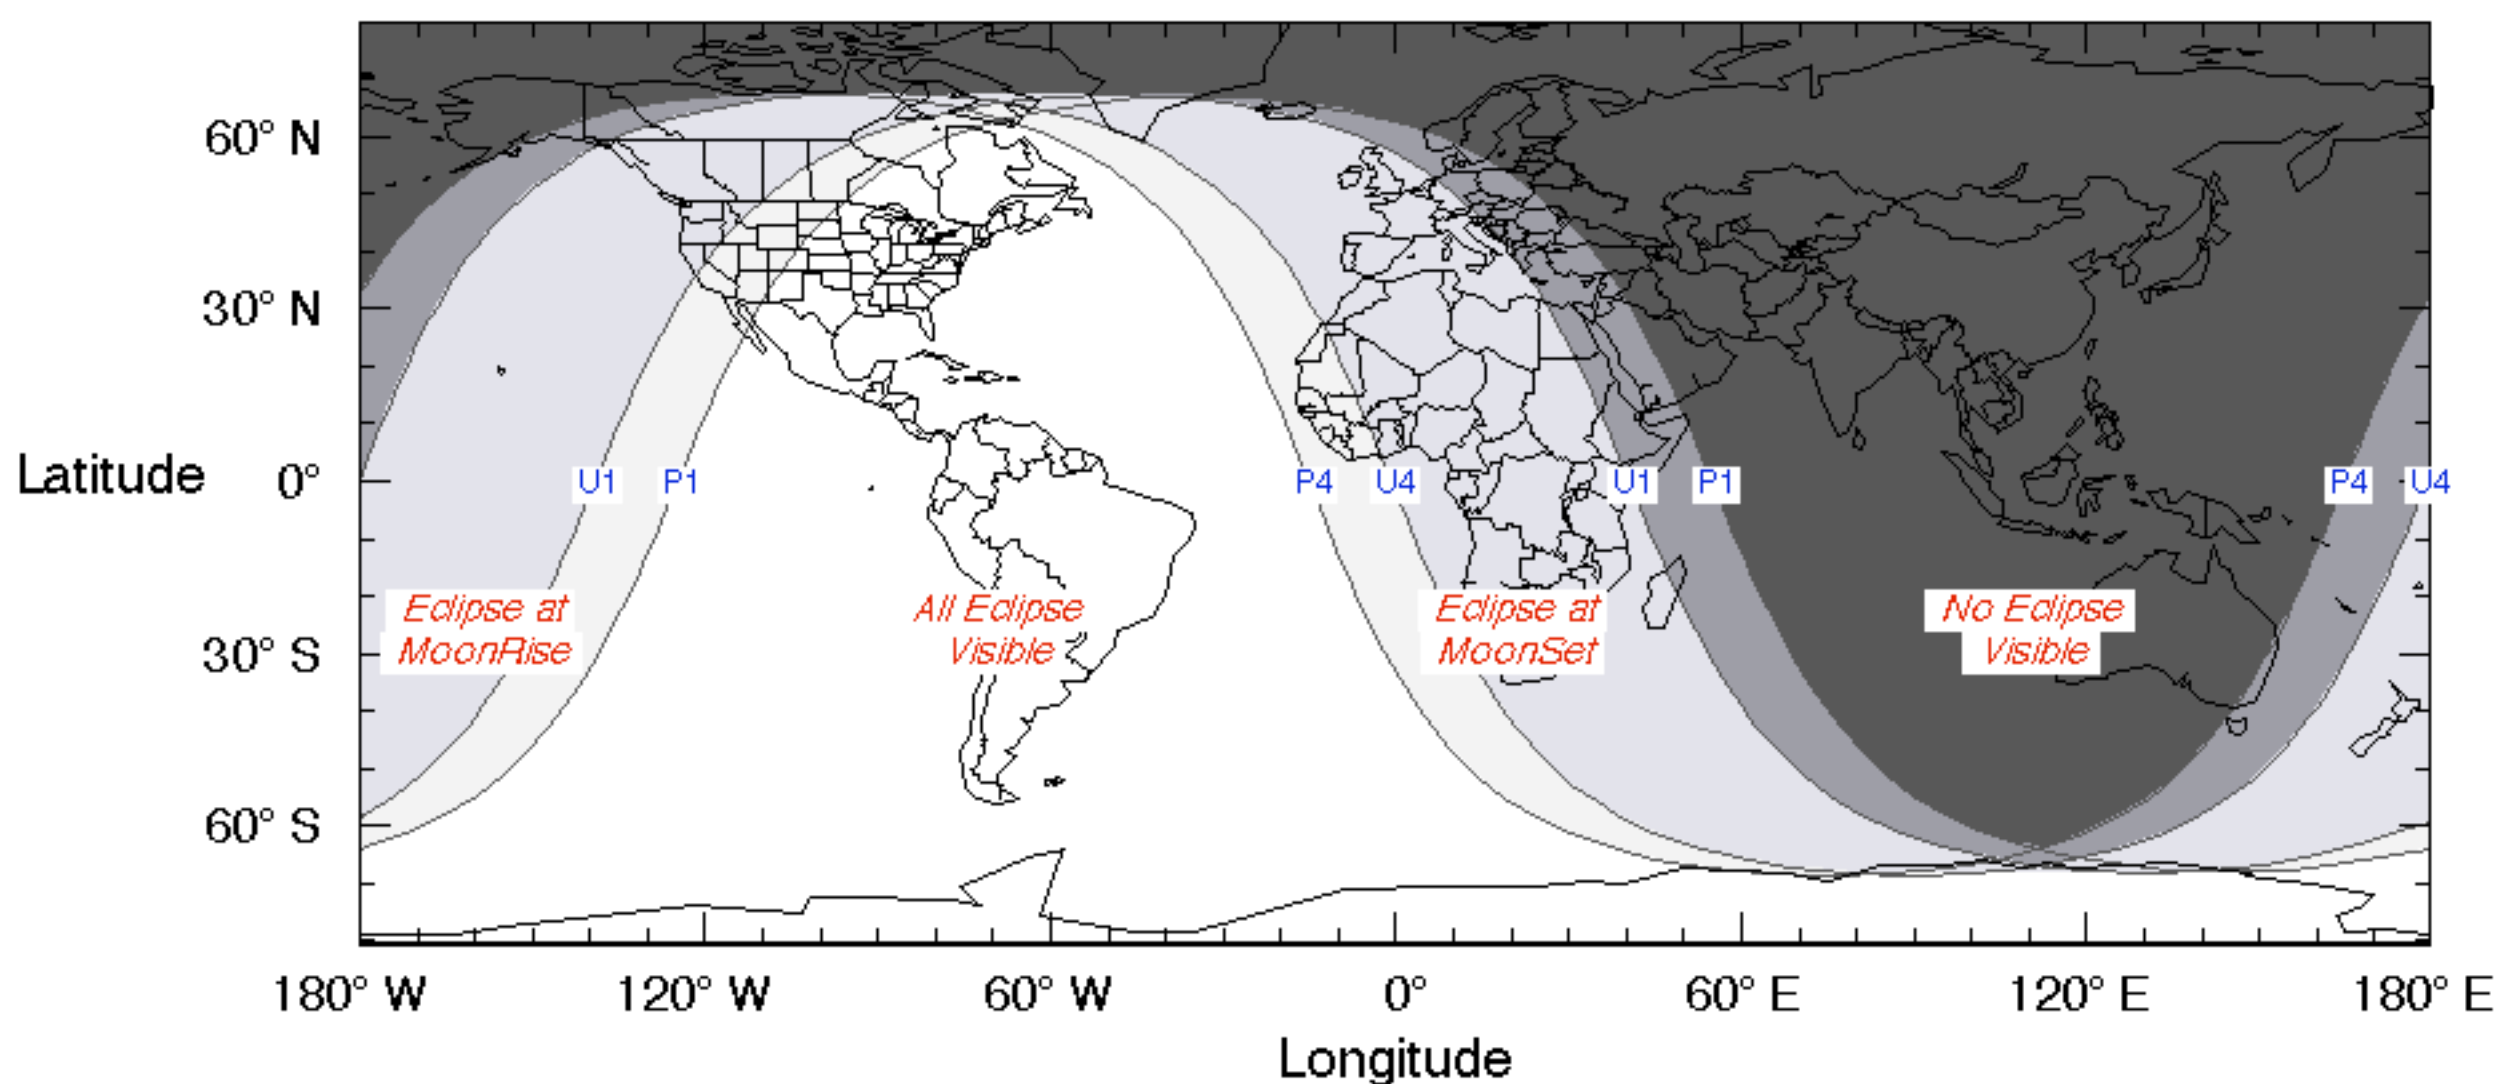 60° N
30° N
Latitude 0°
U1 P1 P4 U4 U1 P1 P4 U4
Eclipse at
MoonRise
All Eclipse
Visible
Eclipse at
MoonSet
No Eclipse
Visible
30° S
60° S
180° W 120° W 60° W 0° 60° E 120° E 180° E
Longitude